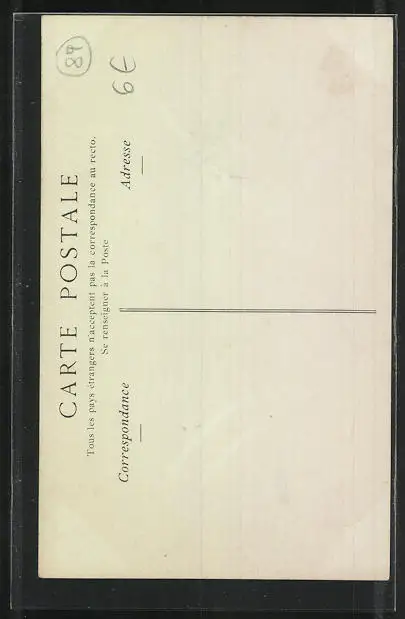 89
6€
CARTE POSTALE
Tous les pays étrangers n'acceptent pas la correspondance au recto.
Se renseigner à la Poste
Correspondance
Adresse